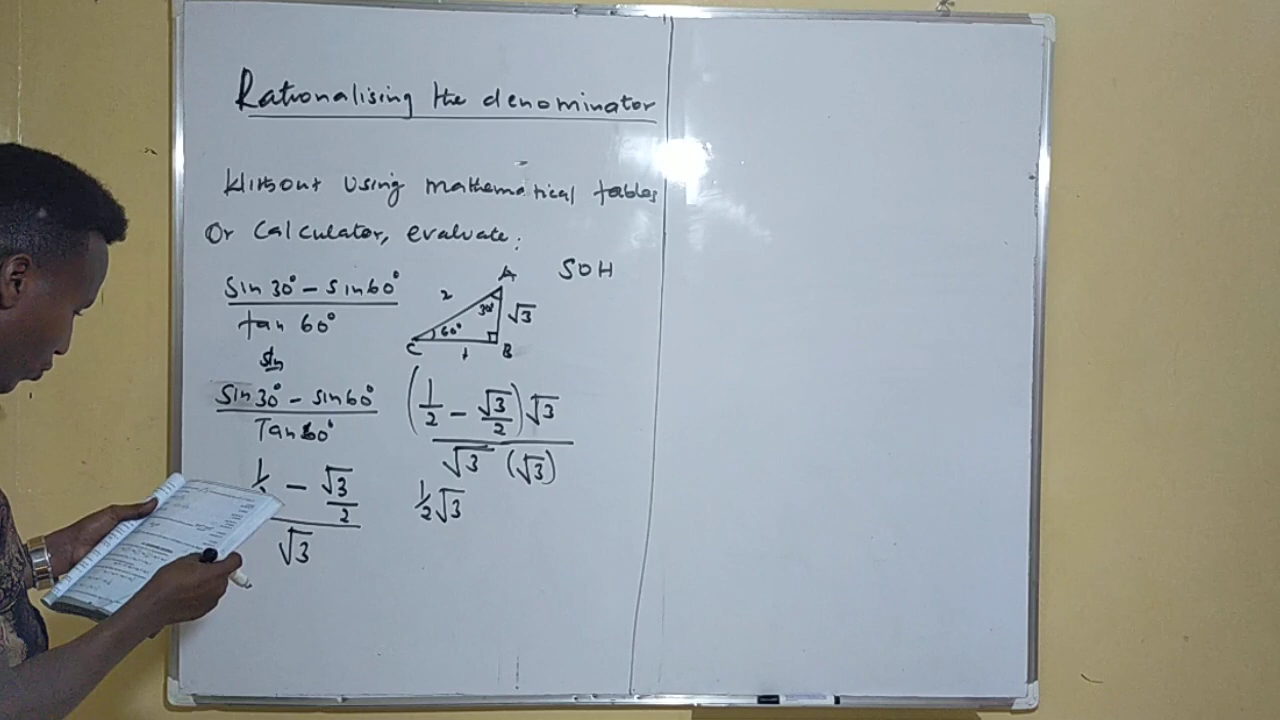 Rationalising the denominator
Without Using mathematical tables
Or Calculator, evaluate:
SOH
Sin 30° - Sin 60°
tan 60°
A
2
30°
√3
60°
C
1
B
Sin
Sin 30° - Sin 60°
Tan 60°
(1/2 - √3/2) √3
√3 (√3)
- √3/2
√3
1/2 √3